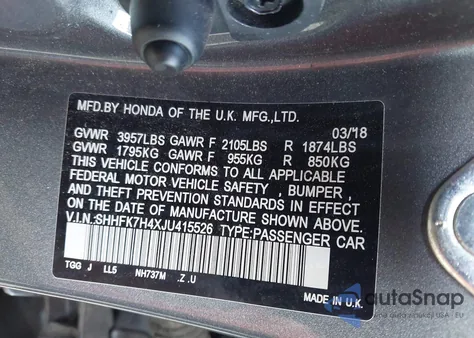 MFD.BY HONDA OF THE U.K. MFG.,LTD.
03/18
GVWR 3957LBS GAWR F 2105LBS R 1874LBS
GVWR 1795KG GAWR F 955KG R 850KG
THIS VEHICLE CONFORMS TO ALL APPLICABLE
FEDERAL MOTOR VEHICLE SAFETY , BUMPER ,
AND THEFT PREVENTION STANDARDS IN EFFECT
ON THE DATE OF MANUFACTURE SHOWN ABOVE.
V.I.N:SHHFK7H4XJU415526 TYPE:PASSENGER CAR
TGG J LL5 NH737M .Z .U
MADE IN U.K.
autoSnap